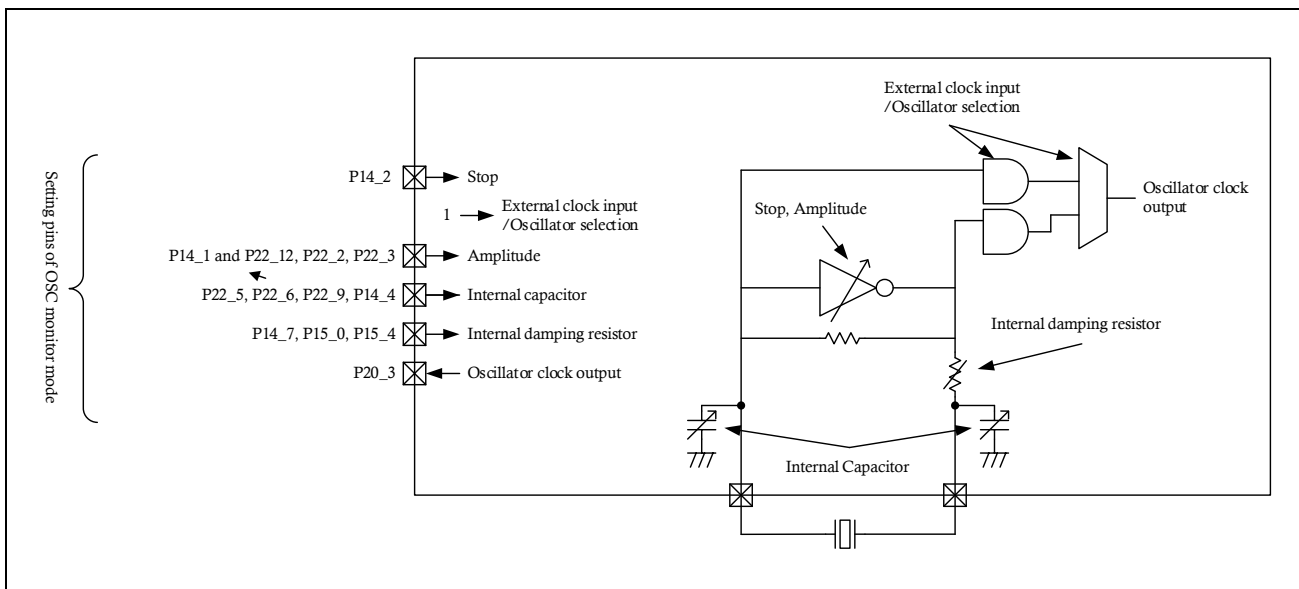 Setting pins of OSC monitor mode
P14_2
Stop
1
External clock input
/Oscillator selection
P14_1 and P22_12, P22_2, P22_3
Amplitude
P22_5, P22_6, P22_9, P14_4
Internal capacitor
P14_7, P15_0, P15_4
Internal damping resistor
P20_3
Oscillator clock output
External clock input
/Oscillator selection
Oscillator clock
output
Stop, Amplitude
Internal damping resistor
Internal Capacitor